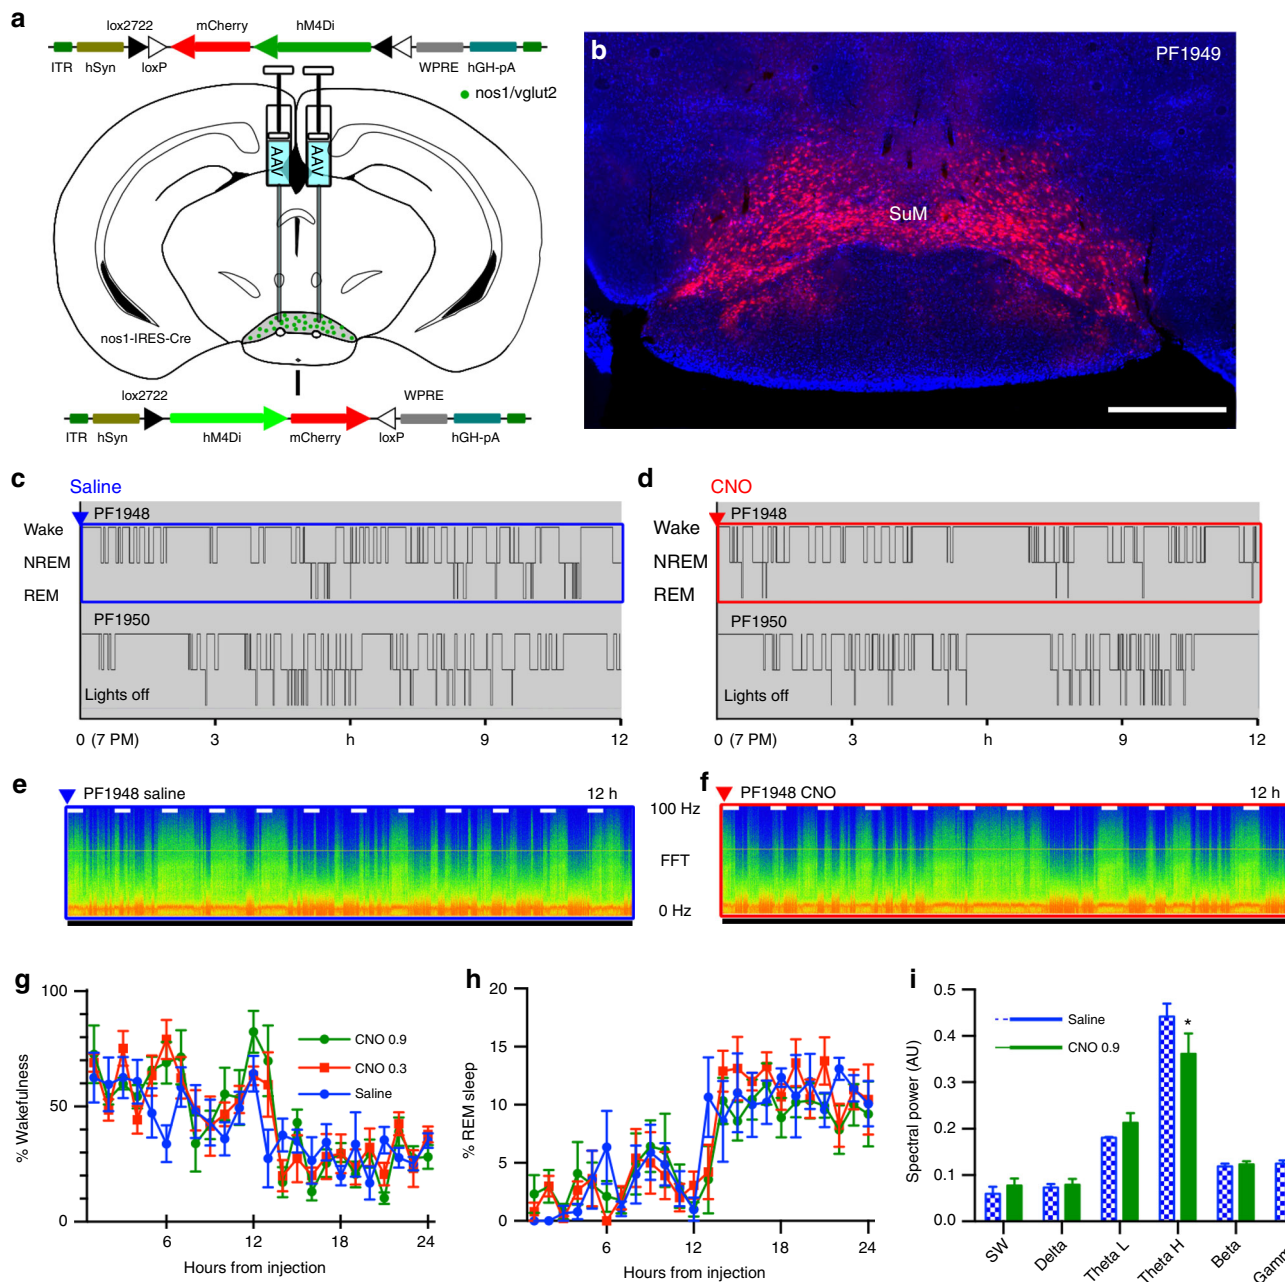 a
lox2722
mCherry
hM4Di
ITR
hSyn
loxP
WPRE
hGH-pA
nos1/vglut2
AAV
AAV
nos1-IRES-Cre
lox2722
WPRE
ITR
hSyn
hM4Di
mCherry
loxP
hGH-pA
b
PF1949
SuM
c
Saline
PF1948
Wake
NREM
REM
PF1950
Lights off
0 (7 PM)
3
h
9
12
d
CNO
PF1948
Wake
NREM
REM
PF1950
Lights off
0 (7 PM)
3
h
9
12
e
PF1948 saline
12 h
100 Hz
FFT
0 Hz
f
PF1948 CNO
12 h
g
% Wakefulness
100
50
0
CNO 0.9
CNO 0.3
Saline
6
12
18
24
Hours from injection
h
% REM sleep
20
15
10
5
0
6
12
18
24
Hours from injection
i
Spectral power (AU)
0.5
0.4
0.3
0.2
0.1
0.0
Saline
CNO 0.9
*
SW
Delta
Theta L
Theta H
Beta